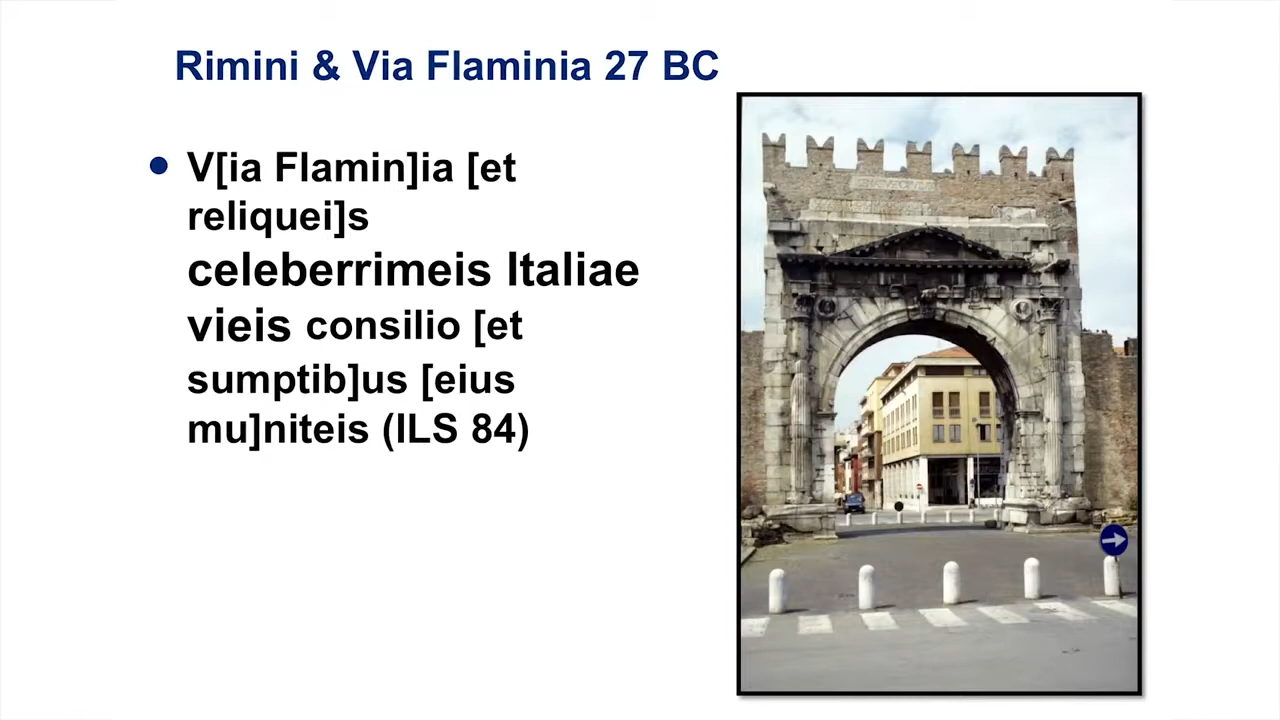 Rimini & Via Flaminia 27 BC
V[ia Flamin]ia [et
reliquei]s
celeberrimeis Italiae
vieis consilio [et
sumptib]us [eius
mu]niteis (ILS 84)